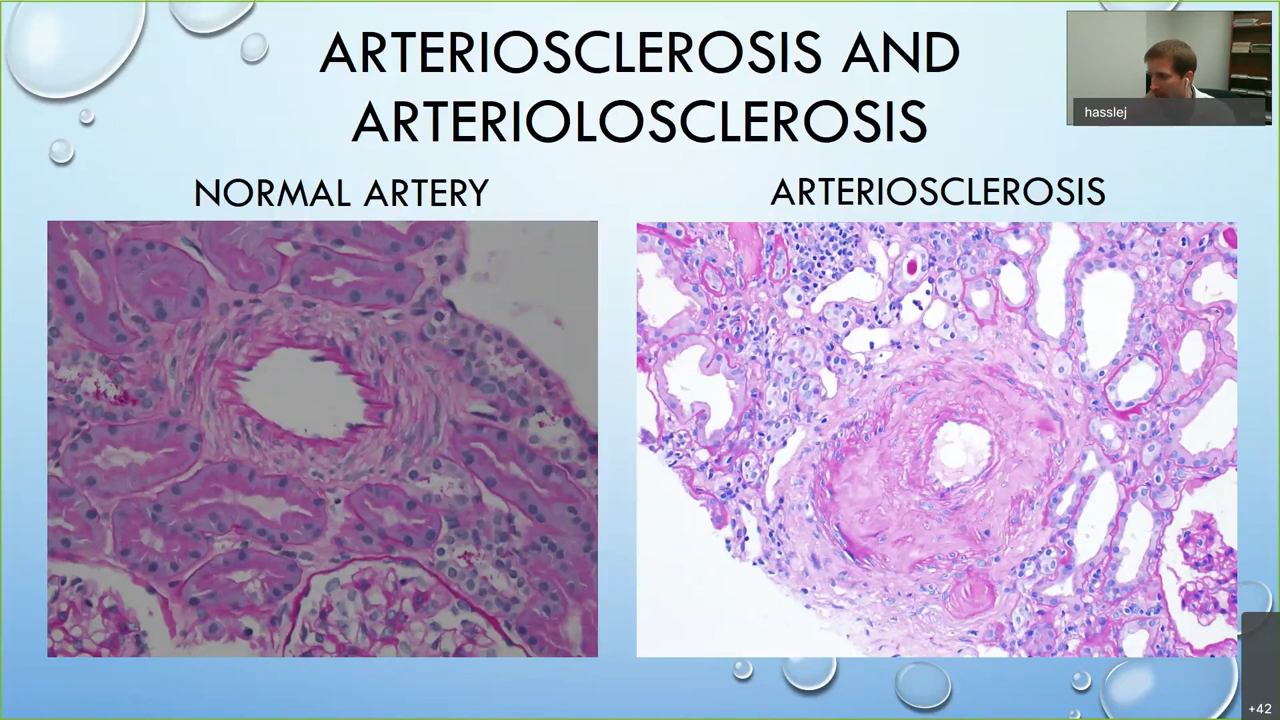 ARTERIOSCLEROSIS AND
ARTERIOLOSCLEROSIS
hasslej
NORMAL ARTERY
ARTERIOSCLEROSIS
+42